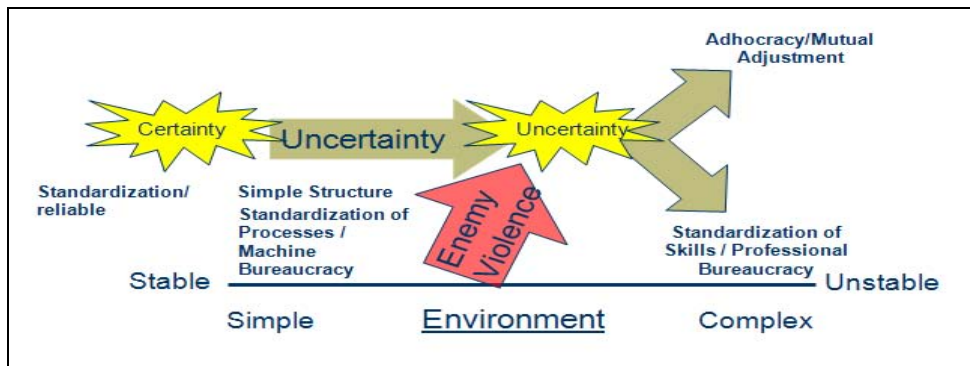 Adhocracy/Mutual
Adjustment
Certainty
Uncertainty
Uncertainty
Standardization/
reliable
Simple Structure
Standardization of
Processes /
Machine
Bureaucracy
Enemy
Violence
Standardization of
Skills / Professional
Bureaucracy
Stable
Unstable
Simple
Environment
Complex